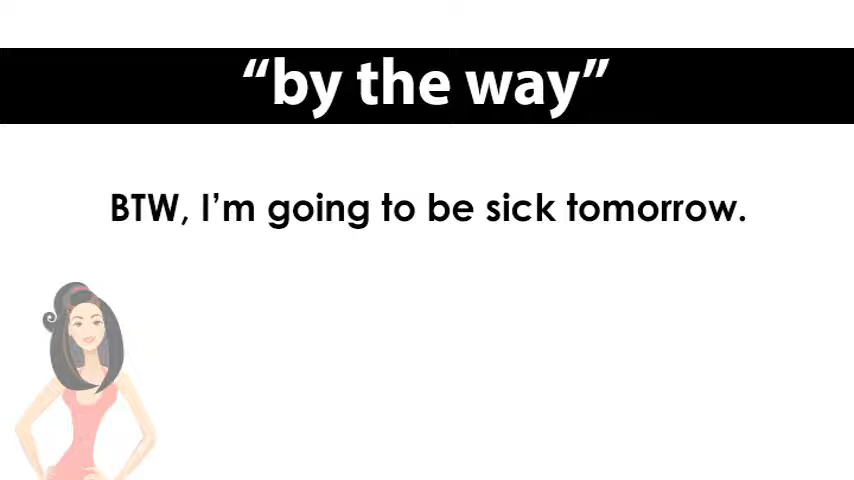 “by the way”
BTW, I’m going to be sick tomorrow.